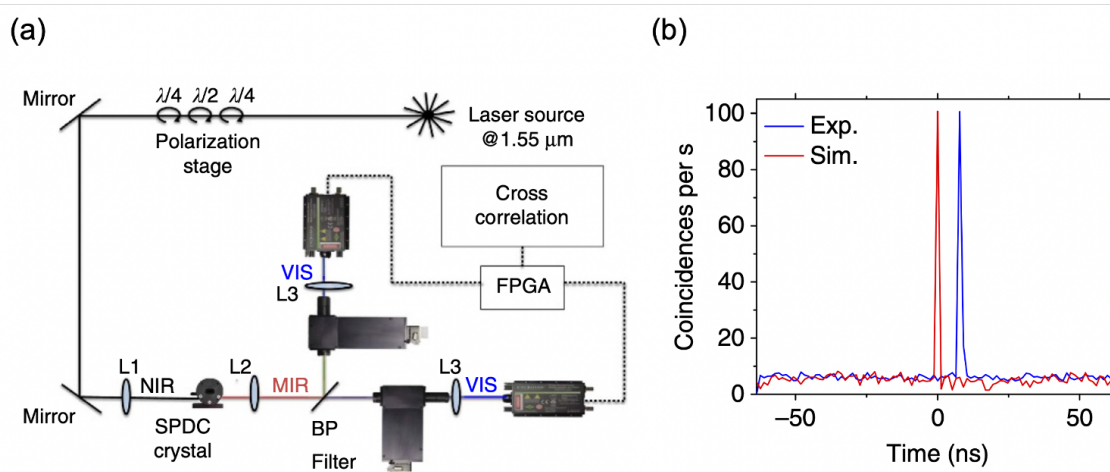 (a)
Mirror
λ/4 λ/2 λ/4
Polarization
stage
Laser source
@1.55 μm
Cross
correlation
FPGA
VIS
L3
L1
NIR
SPDC
crystal
L2
MIR
BP
Filter
L3
VIS
Mirror
(b)
Coincidences per s
100
80
60
40
20
0
Exp.
Sim.
−50
0
50
Time (ns)